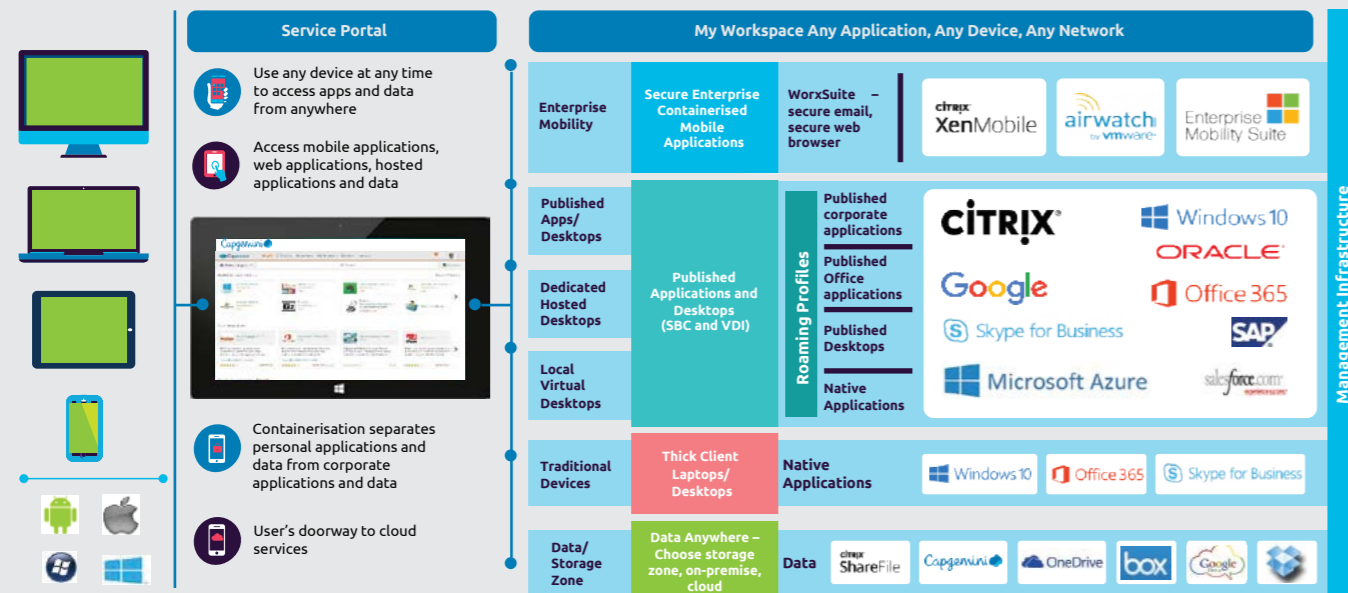 Service Portal
Use any device at any time
to access apps and data
from anywhere
Access mobile applications,
web applications, hosted
applications and data
Capgemini
Containerisation separates
personal applications and
data from corporate
applications and data
User's doorway to cloud
services
My Workspace Any Application, Any Device, Any Network
Enterprise
Mobility
Secure Enterprise
Containerised
Mobile
Applications
WorxSuite –
secure email,
secure web
browser
citrix
XenMobile
airwatch
by vmware
Enterprise
Mobility Suite
Published
Apps/
Desktops
Dedicated
Hosted
Desktops
Local
Virtual
Desktops
Published
Applications and
Desktops
(SBC and VDI)
Roaming Profiles
Published
corporate
applications
Published
Office
applications
Published
Desktops
Native
Applications
CITRIX
Windows 10
ORACLE
Google
Office 365
Skype for Business
SAP
Microsoft Azure
salesforce.com
Traditional
Devices
Thick Client
Laptops/
Desktops
Native
Applications
Windows 10
Office 365
Skype for Business
Data/
Storage
Zone
Data Anywhere –
Choose storage
zone, on-premise,
cloud
Data
citrix
ShareFile
Capgemini
OneDrive
box
Google
Management Infrastructure